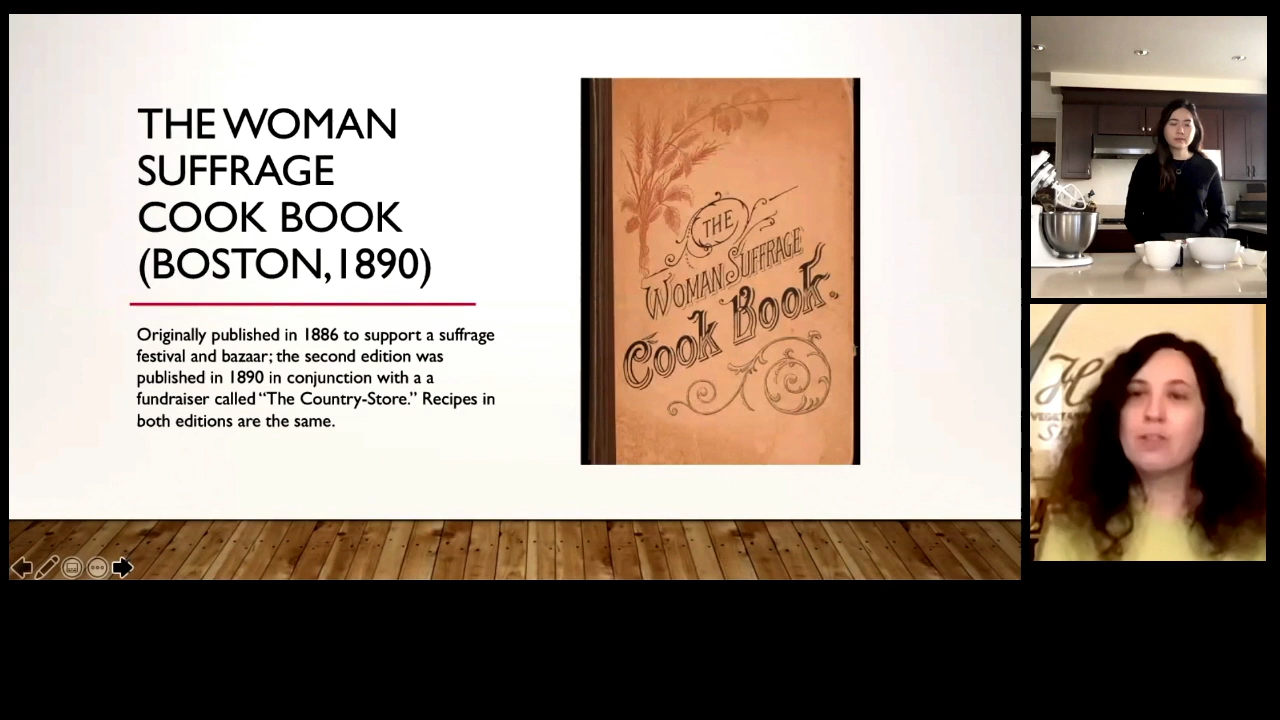 THE WOMAN
SUFFRAGE
COOK BOOK
(BOSTON, 1890)
Originally published in 1886 to support a suffrage
festival and bazaar; the second edition was
published in 1890 in conjunction with a a
fundraiser called “The Country-Store.” Recipes in
both editions are the same.
THE
WOMAN SUFFRAGE
Cook Book.